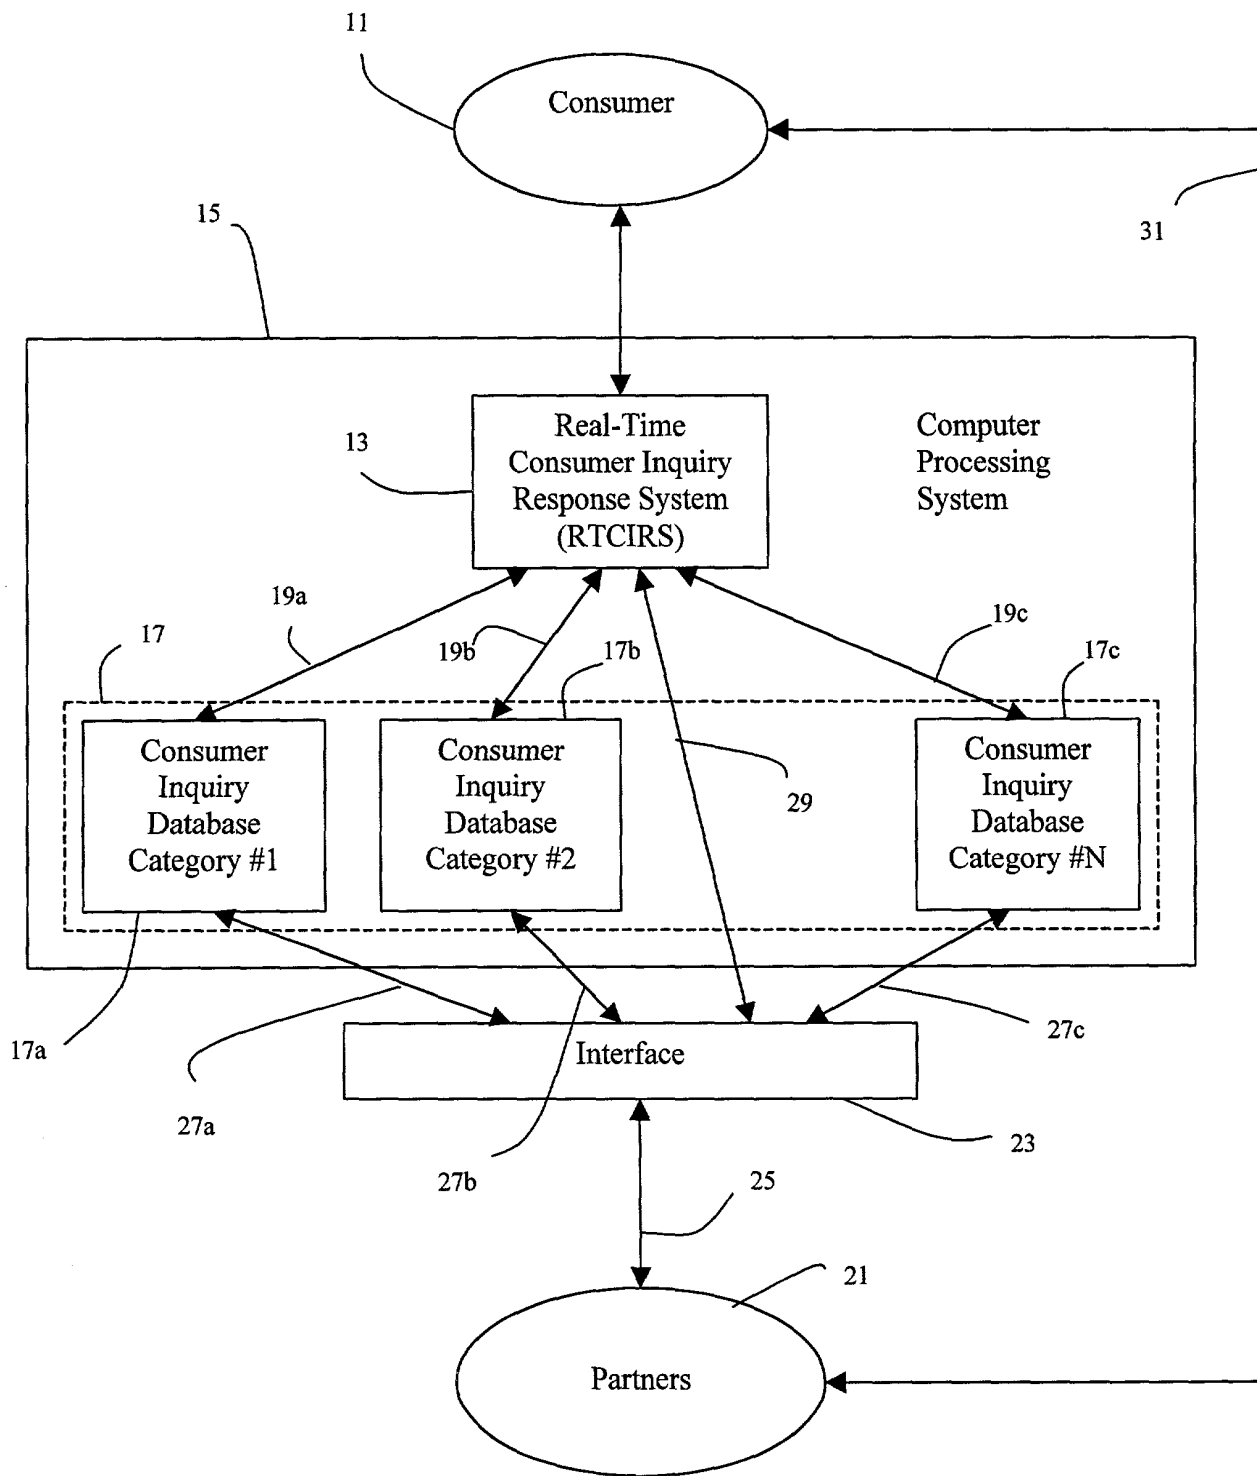 11
Consumer
31
15
Real-Time
Consumer Inquiry
Response System
(RTCIRS)
Computer
Processing
System
13
19a
19b
19c
17
17b
17c
Consumer
Inquiry
Database
Category #1
Consumer
Inquiry
Database
Category #2
29
Consumer
Inquiry
Database
Category #N
17a
27a
Interface
27c
27b
23
25
21
Partners